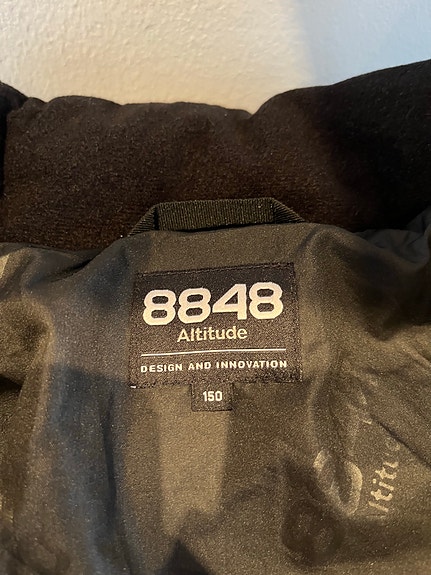 8848
Altitude
DESIGN AND INNOVATION
150